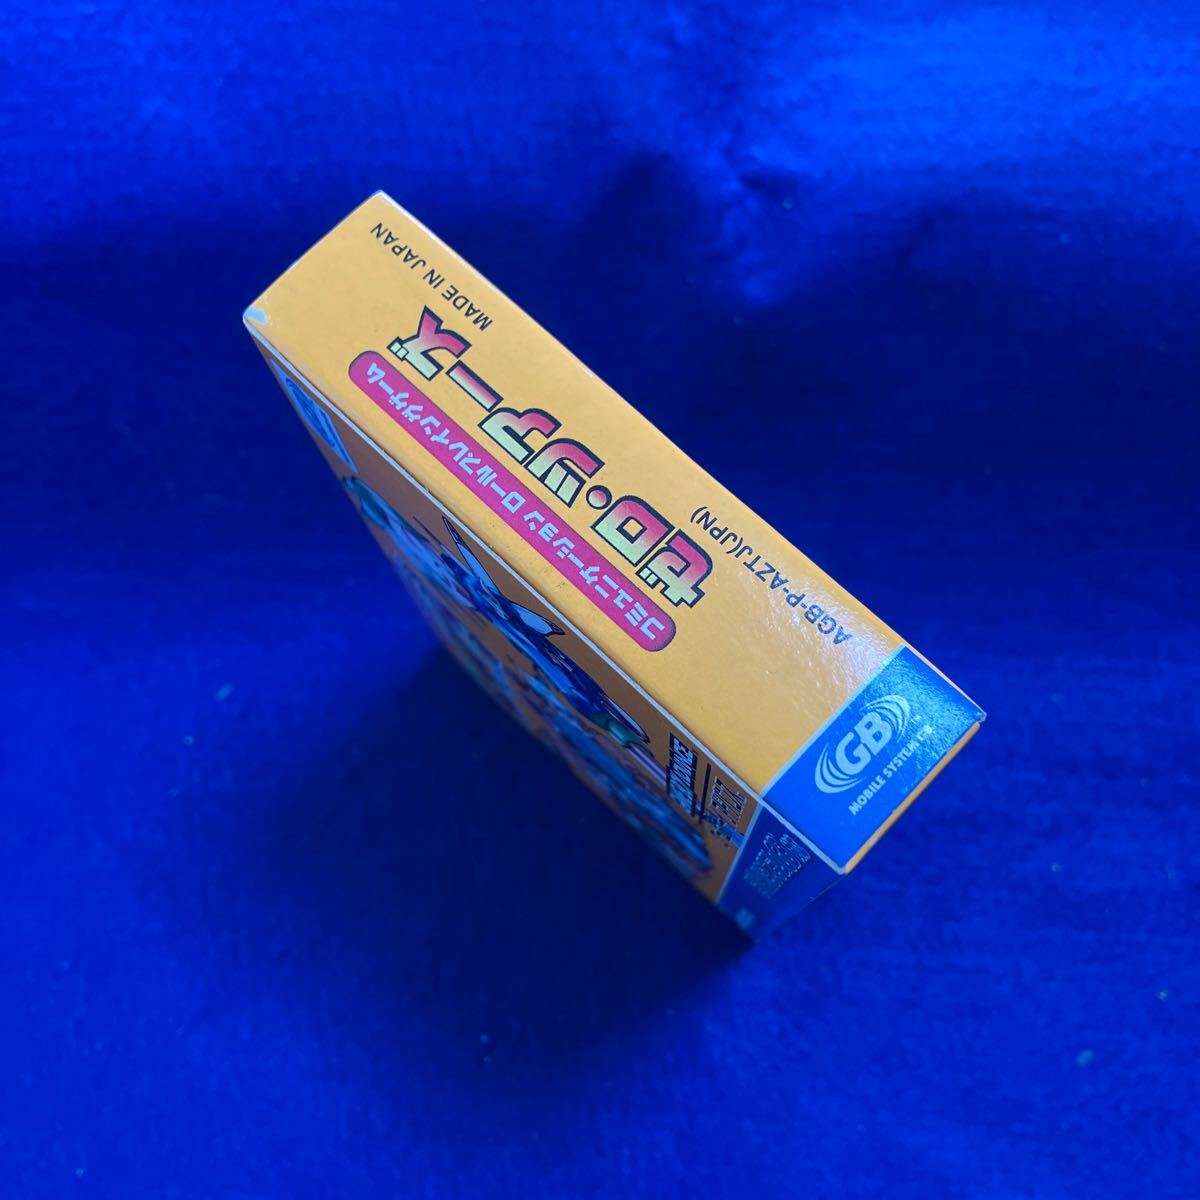 MADE IN JAPAN
コミュニケーション ロールプレイングゲーム
ゼロ・ツアーズ
AGB-P-AZTJ(JPN)
GB
MOBILE SYSTEM GB